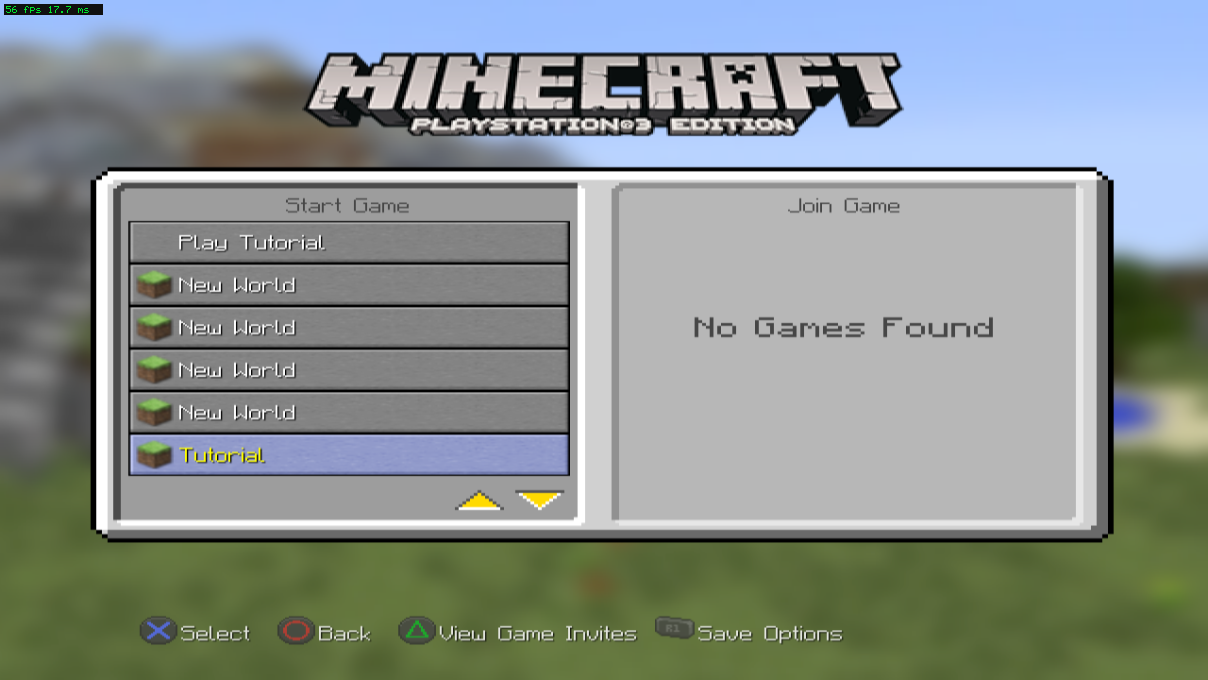 56 fps 17.7 ms
MINECRAFT
PLAYSTATION®3 EDITION
Start Game
Play Tutorial
New World
New World
New World
New World
Tutorial
Join Game
No Games Found
Select
Back
View Game Invites
R1
Save Options